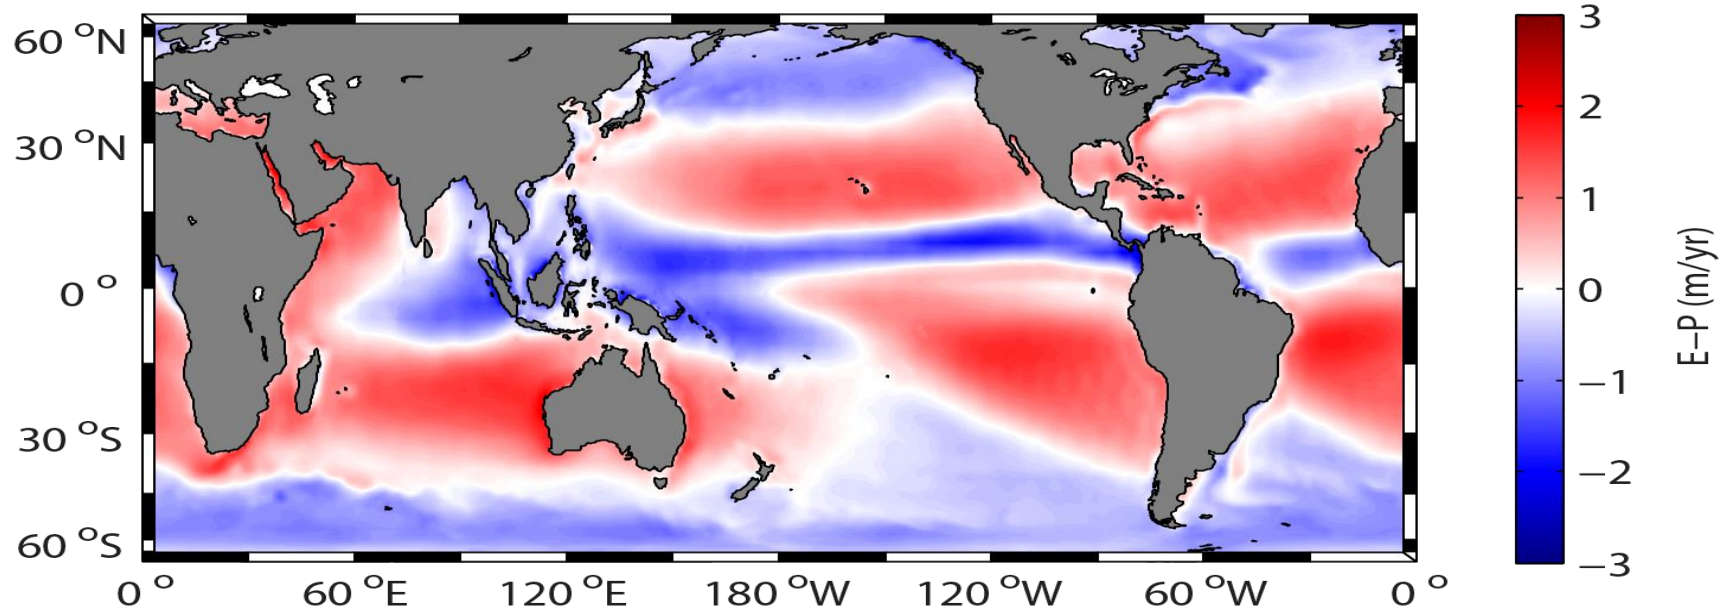 60 °N
30 °N
0 °
30 °S
60 °S
0 °
60 °E
120 °E
180 °W
120 °W
60 °W
0 °
3
2
1
0
−1
−2
−3
E−P (m/yr)